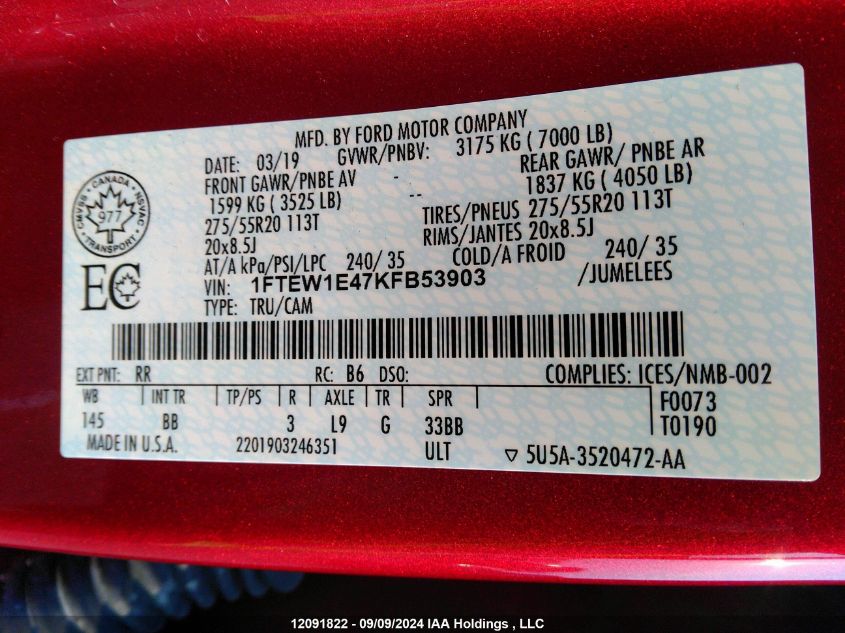 MFD. BY FORD MOTOR COMPANY
DATE: 03/19 GVWR/PNBV: 3175 KG ( 7000 LB)
FRONT GAWR/PNBE AV - REAR GAWR/ PNBE AR
1599 KG ( 3525 LB) -- 1837 KG ( 4050 LB)
275/55R20 113T TIRES/PNEUS 275/55R20 113T
20x8.5J RIMS/JANTES 20x8.5J
AT/A kPa/PSI/LPC 240/ 35 COLD/A FROID 240/ 35
VIN: 1FTEW1E47KFB53903 /JUMELEES
TYPE: TRU/CAM
CANADA
CMVSS 977 NSVAC
TRANSPORT
EC
EXT PNT: RR RC: B6 DSO: COMPLIES: ICES/NMB-002
WB INT TR TP/PS R AXLE TR SPR F0073
145 BB 3 L9 G 33BB T0190
MADE IN U.S.A. 2201903246351 ULT ▽ 5U5A-3520472-AA
12091822 - 09/09/2024 IAA Holdings , LLC